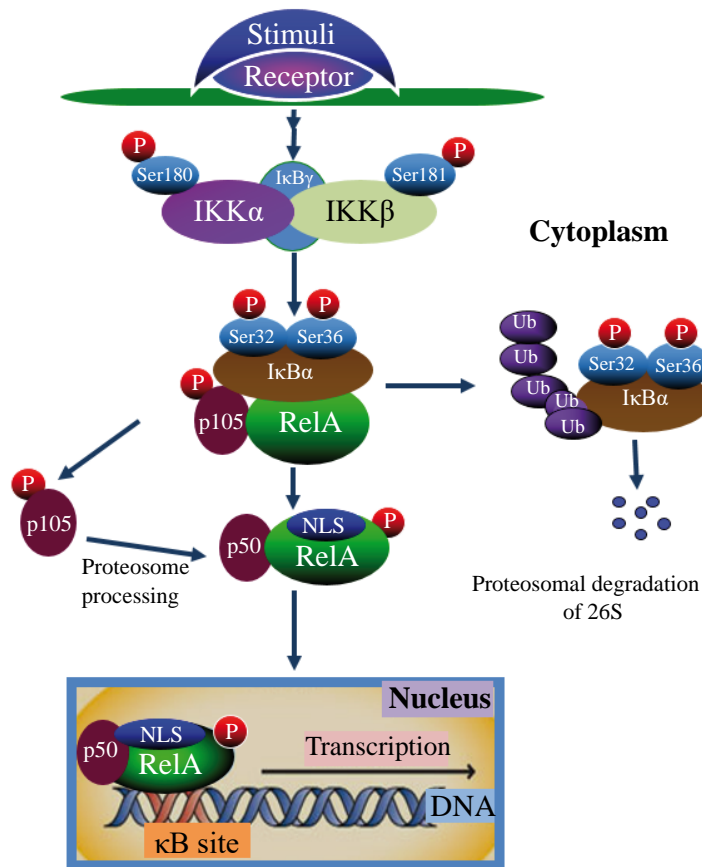 Stimuli
Receptor
P
P
Ser180
IκBγ
Ser181
IKKα
IKKβ
Cytoplasm
P
P
Ser32
Ser36
IκBα
P
p105
RelA
Ub
Ub
Ub
Ub
Ub
P
P
Ser32
Ser36
IκBα
P
p105
Proteosome
processing
p50
NLS
RelA
P
Proteosomal degradation
of 26S
Nucleus
p50
NLS
RelA
P
Transcription
DNA
κB site